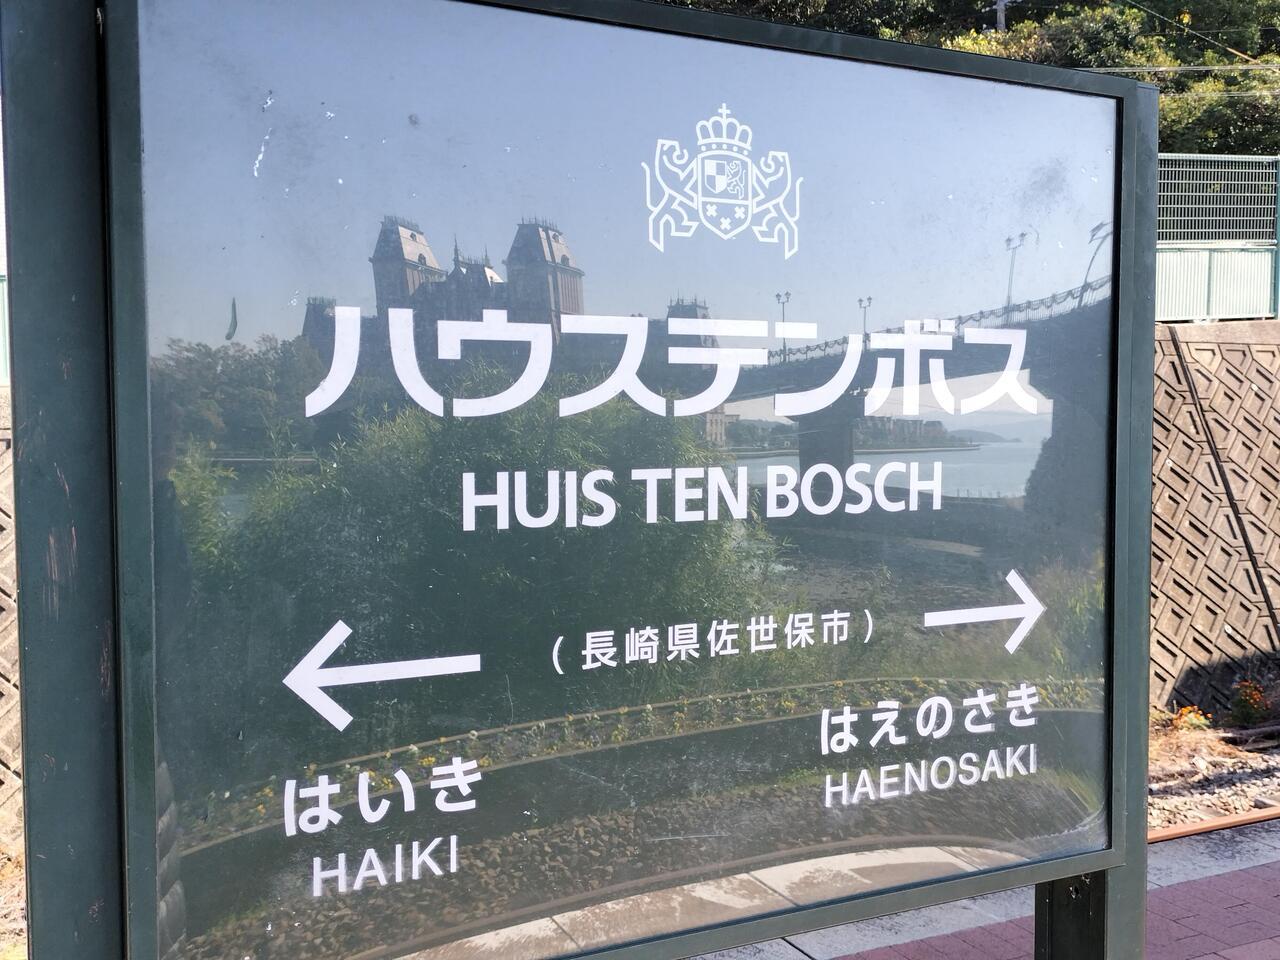 ハウステンボス
HUIS TEN BOSCH
(長崎県佐世保市)
← →
はいき
HAIKI
はえのさき
HAENOSAKI